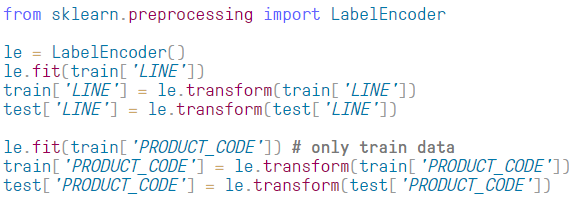 from sklearn.preprocessing import LabelEncoder
le = LabelEncoder()
le.fit(train['LINE'])
train['LINE'] = le.transform(train['LINE'])
test['LINE'] = le.transform(test['LINE'])
le.fit(train['PRODUCT_CODE']) # only train data
train['PRODUCT_CODE'] = le.transform(train['PRODUCT_CODE'])
test['PRODUCT_CODE'] = le.transform(test['PRODUCT_CODE'])